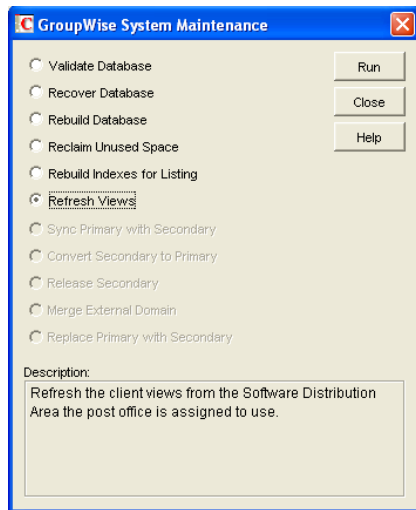 GroupWise System Maintenance
Validate Database
Recover Database
Rebuild Database
Reclaim Unused Space
Rebuild Indexes for Listing
Refresh Views
Sync Primary with Secondary
Convert Secondary to Primary
Release Secondary
Merge External Domain
Replace Primary with Secondary
Run
Close
Help
Description:
Refresh the client views from the Software Distribution
Area the post office is assigned to use.